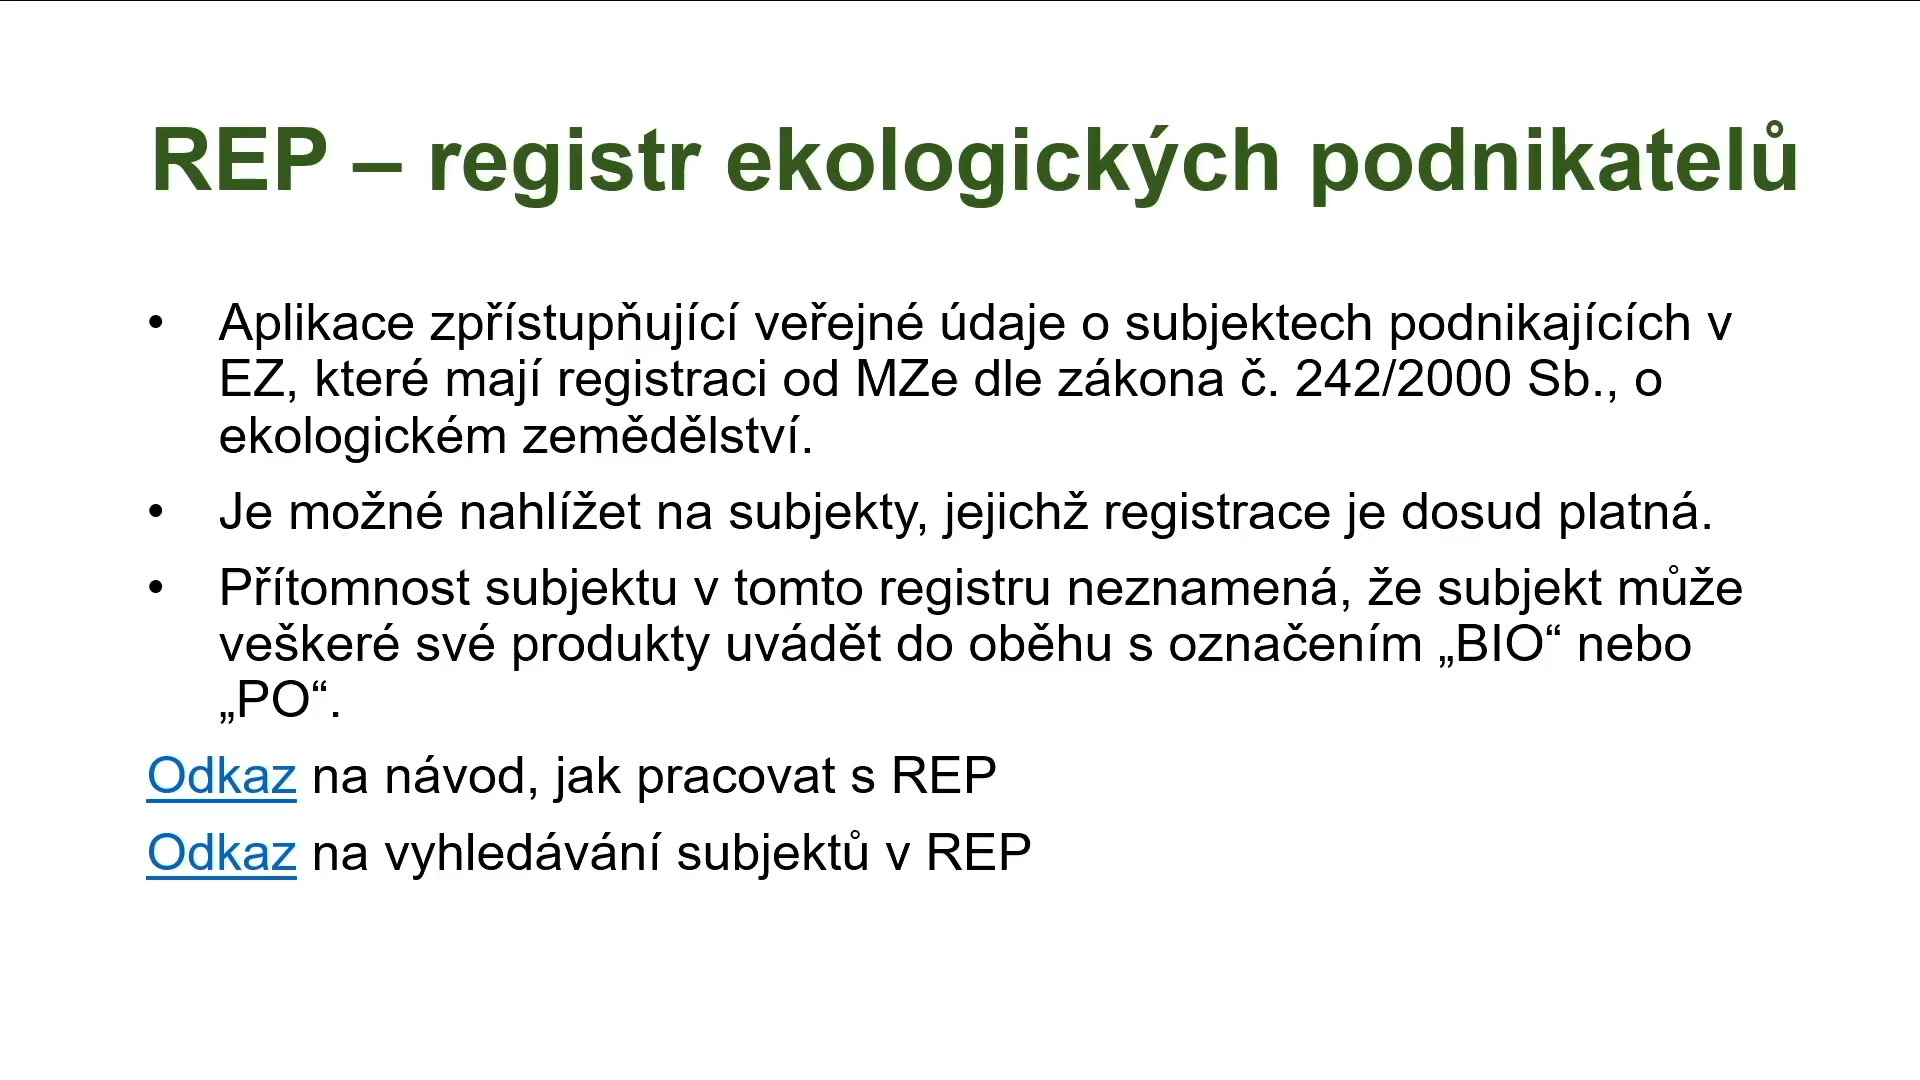 REP – registr ekologických podnikatelů
• Aplikace zpřístupňující veřejné údaje o subjektech podnikajících v
EZ, které mají registraci od MZe dle zákona č. 242/2000 Sb., o
ekologickém zemědělství.
• Je možné nahlížet na subjekty, jejichž registrace je dosud platná.
• Přítomnost subjektu v tomto registru neznamená, že subjekt může
veškeré své produkty uvádět do oběhu s označením „BIO“ nebo
„PO“.
Odkaz na návod, jak pracovat s REP
Odkaz na vyhledávání subjektů v REP